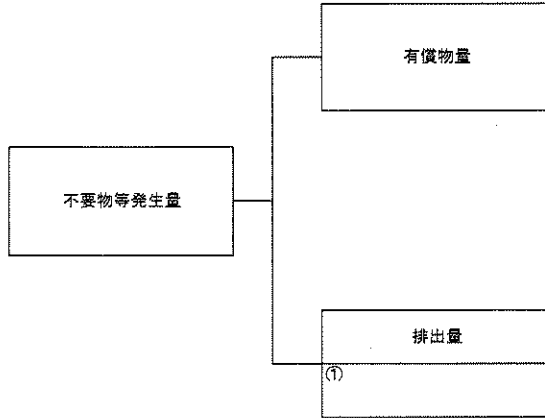 有償物量
不要物等発生量
排出量
①